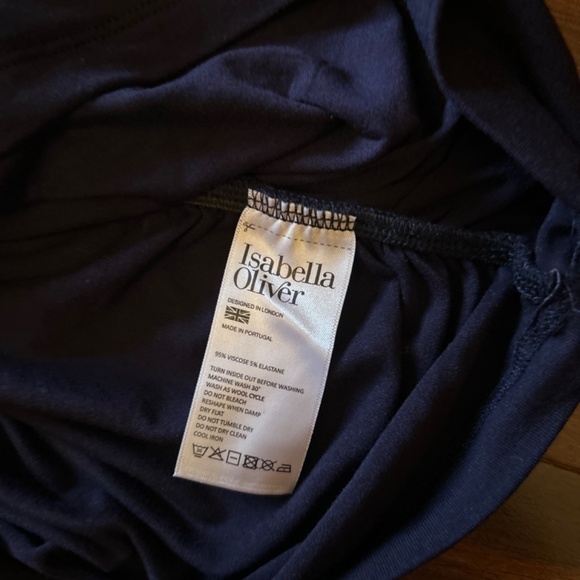 Isabella
Oliver
DESIGNED IN LONDON
MADE IN PORTUGAL
95% VISCOSE 5% ELASTANE
TURN INSIDE OUT BEFORE WASHING
MACHINE WASH 30°
WASH AS WOOL CYCLE
DO NOT BLEACH
RESHAPE WHEN DAMP
DRY FLAT
DO NOT TUMBLE DRY
DO NOT DRY CLEAN
COOL IRON